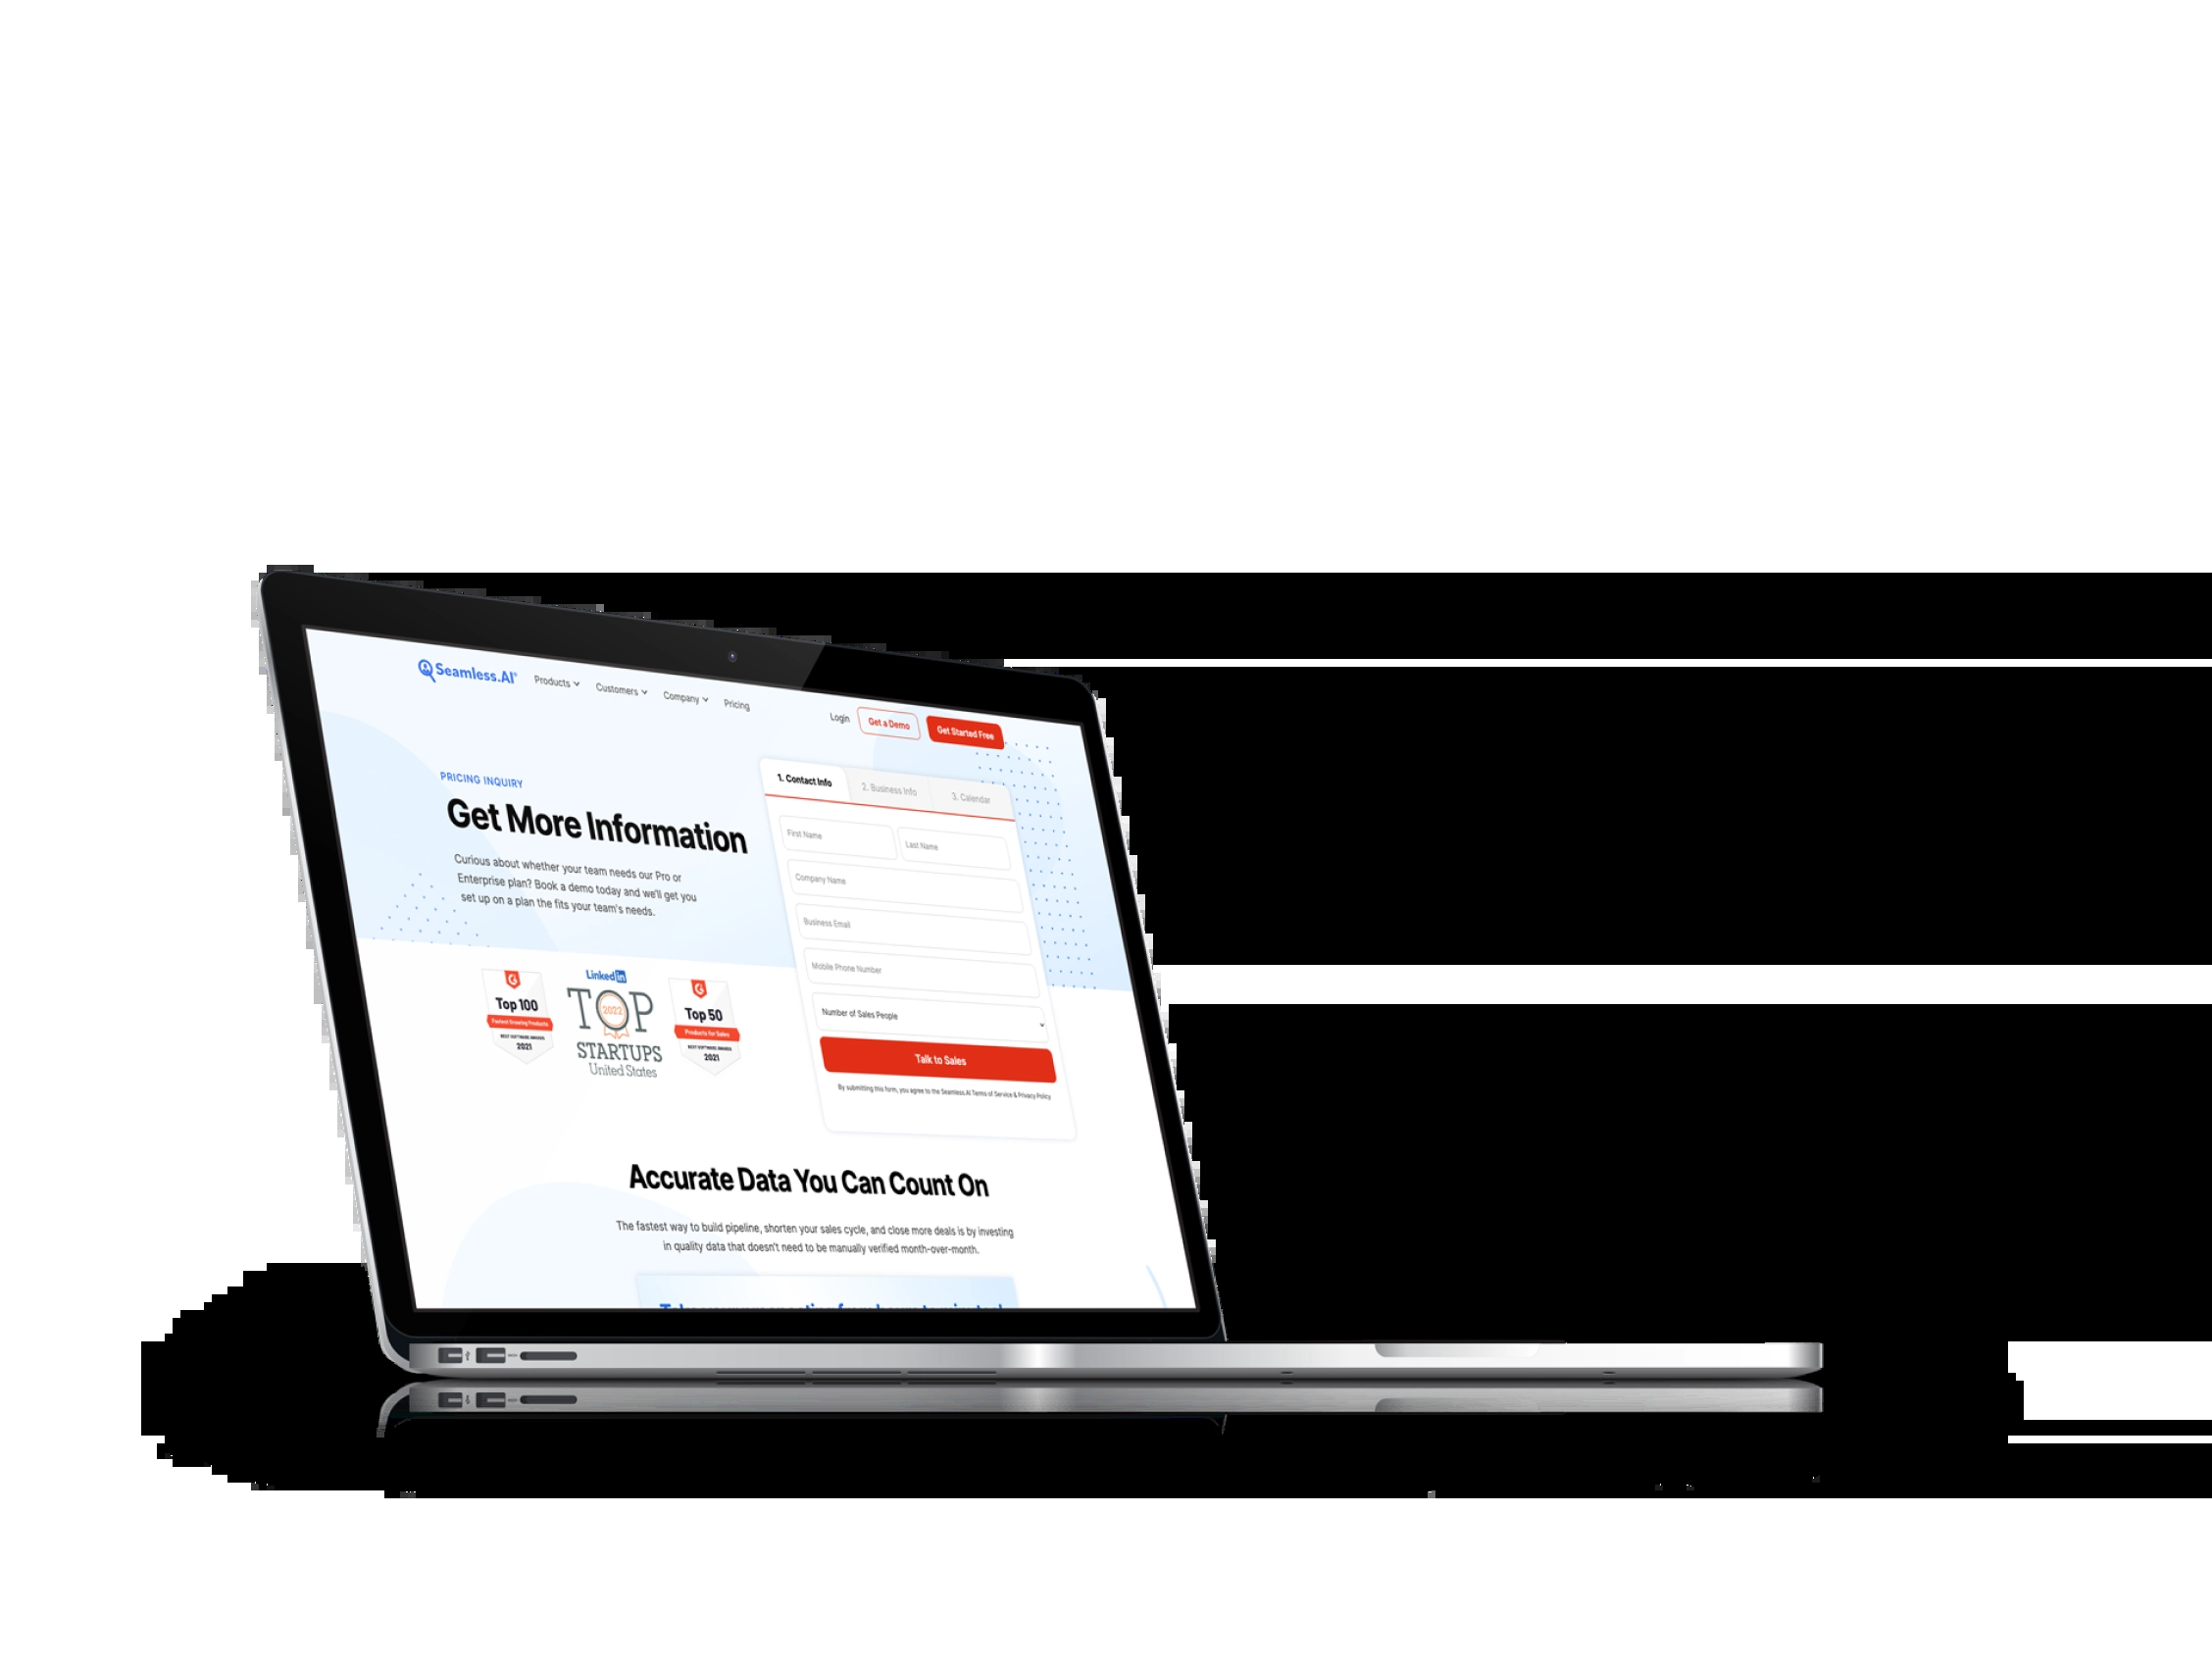 Seamless.AI
Products
Customers
Company
Pricing
Login
Get a Demo
Get Started Free
PRICING INQUIRY
Get More Information
Curious about whether your team needs our Pro or
Enterprise plan? Book a demo today and we'll get you
set up on a plan the fits your team's needs.
Top 100
Fastest Growing Products
BEST SOFTWARE AWARDS
2021
Linked in
TOP
2022
STARTUPS
United States
Top 50
Products for Sales
BEST SOFTWARE AWARDS
2021
1. Contact Info
2. Business Info
3. Calendar
First Name
Last Name
Company Name
Business Email
Mobile Phone Number
Number of Sales People
Talk to Sales
By submitting this form, you agree to the Seamless.AI Terms of Service & Privacy Policy
Accurate Data You Can Count On
The fastest way to build pipeline, shorten your sales cycle, and close more deals is by investing
in quality data that doesn't need to be manually verified month-over-month.